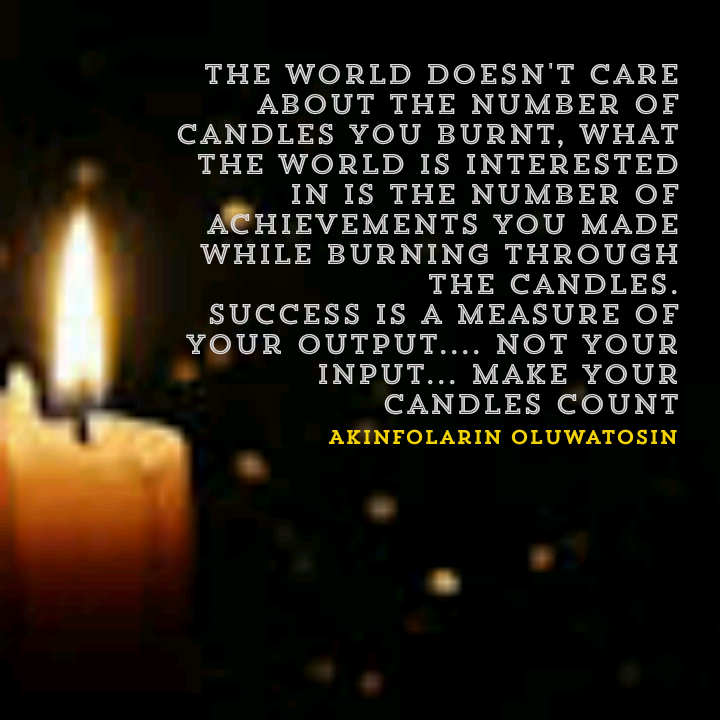 THE WORLD DOESN'T CARE
ABOUT THE NUMBER OF
CANDLES YOU BURNT, WHAT
THE WORLD IS INTERESTED
IN IS THE NUMBER OF
ACHIEVEMENTS YOU MADE
WHILE BURNING THROUGH
THE CANDLES.
SUCCESS IS A MEASURE OF
YOUR OUTPUT.... NOT YOUR
INPUT... MAKE YOUR
CANDLES COUNT
AKINFOLARIN OLUWATOSIN